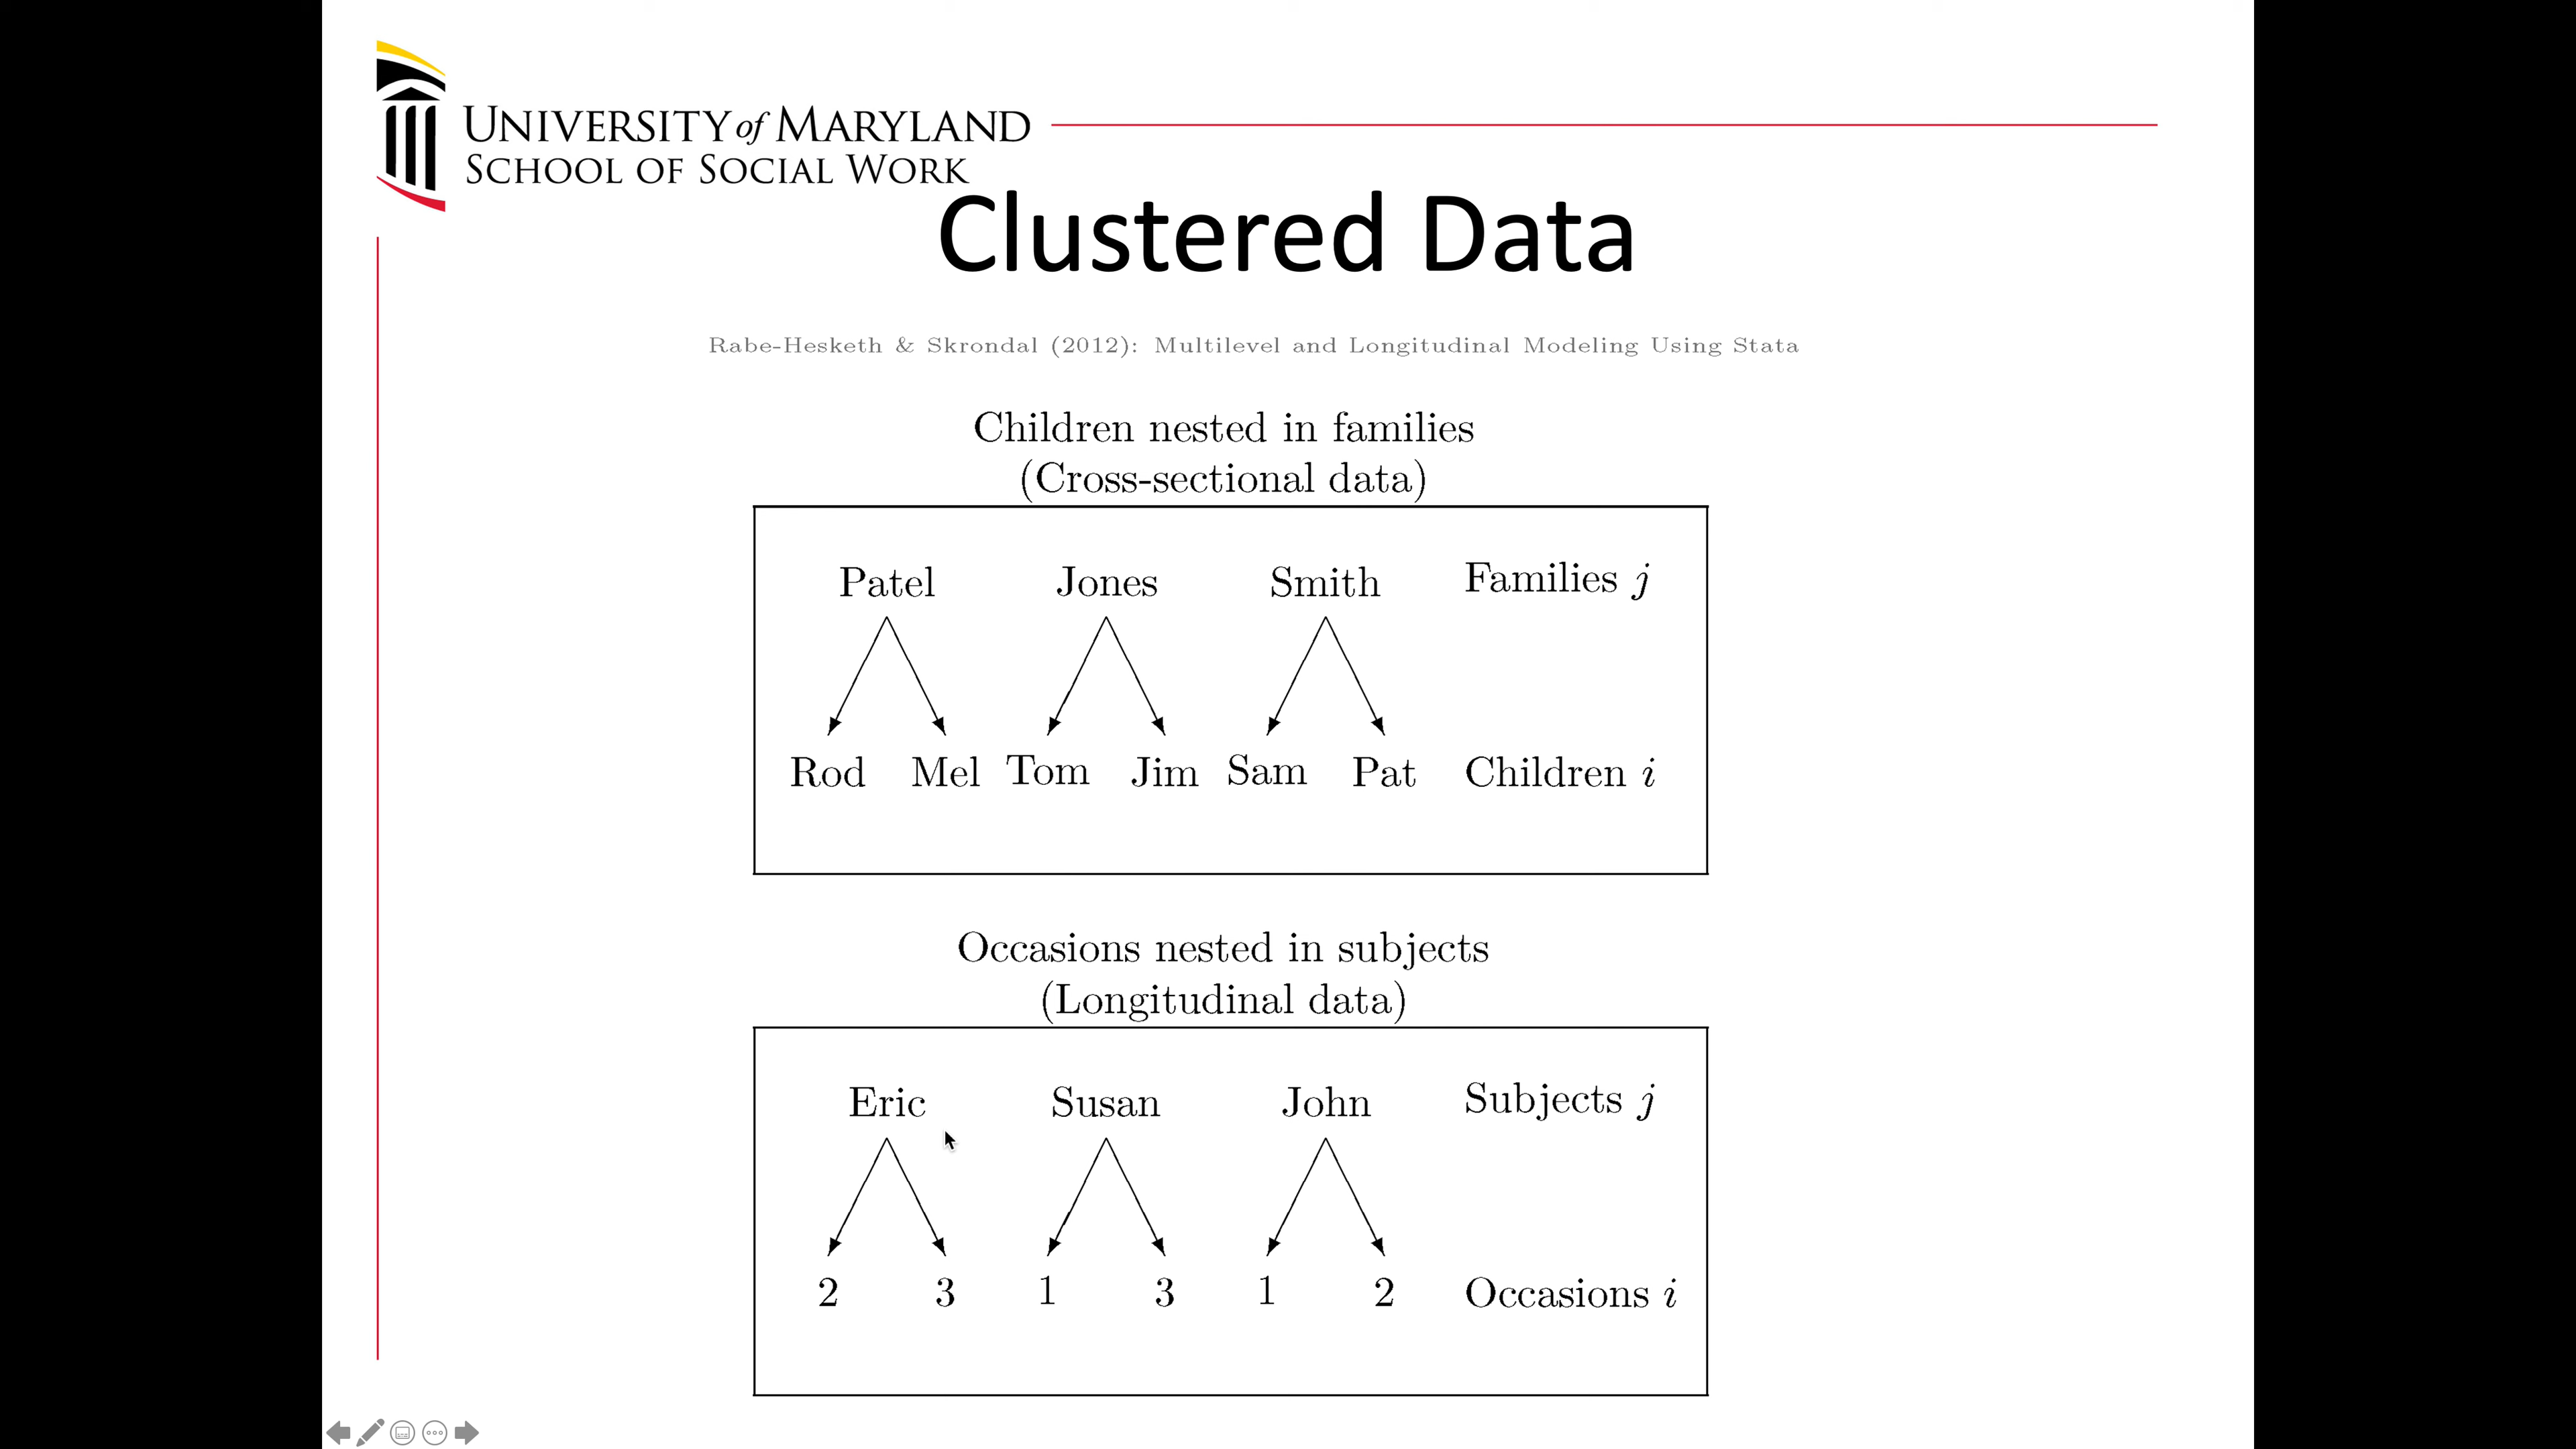 UNIVERSITY of MARYLAND
SCHOOL OF SOCIAL WORK
Clustered Data
Rabe-Hesketh & Skrondal (2012): Multilevel and Longitudinal Modeling Using Stata
Children nested in families
(Cross-sectional data)
Patel Jones Smith Families j
Rod Mel Tom Jim Sam Pat Children i
Occasions nested in subjects
(Longitudinal data)
Eric Susan John Subjects j
2 3 1 3 1 2 Occasions i